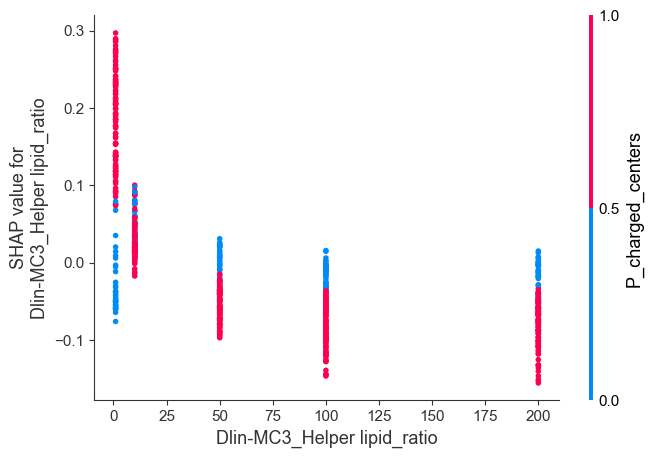 0.3
0.2
0.1
0.0
−0.1
SHAP value for
Dlin-MC3_Helper lipid_ratio
0 25 50 75 100 125 150 175 200
Dlin-MC3_Helper lipid_ratio
1.0
0.5
0.0
P_charged_centers